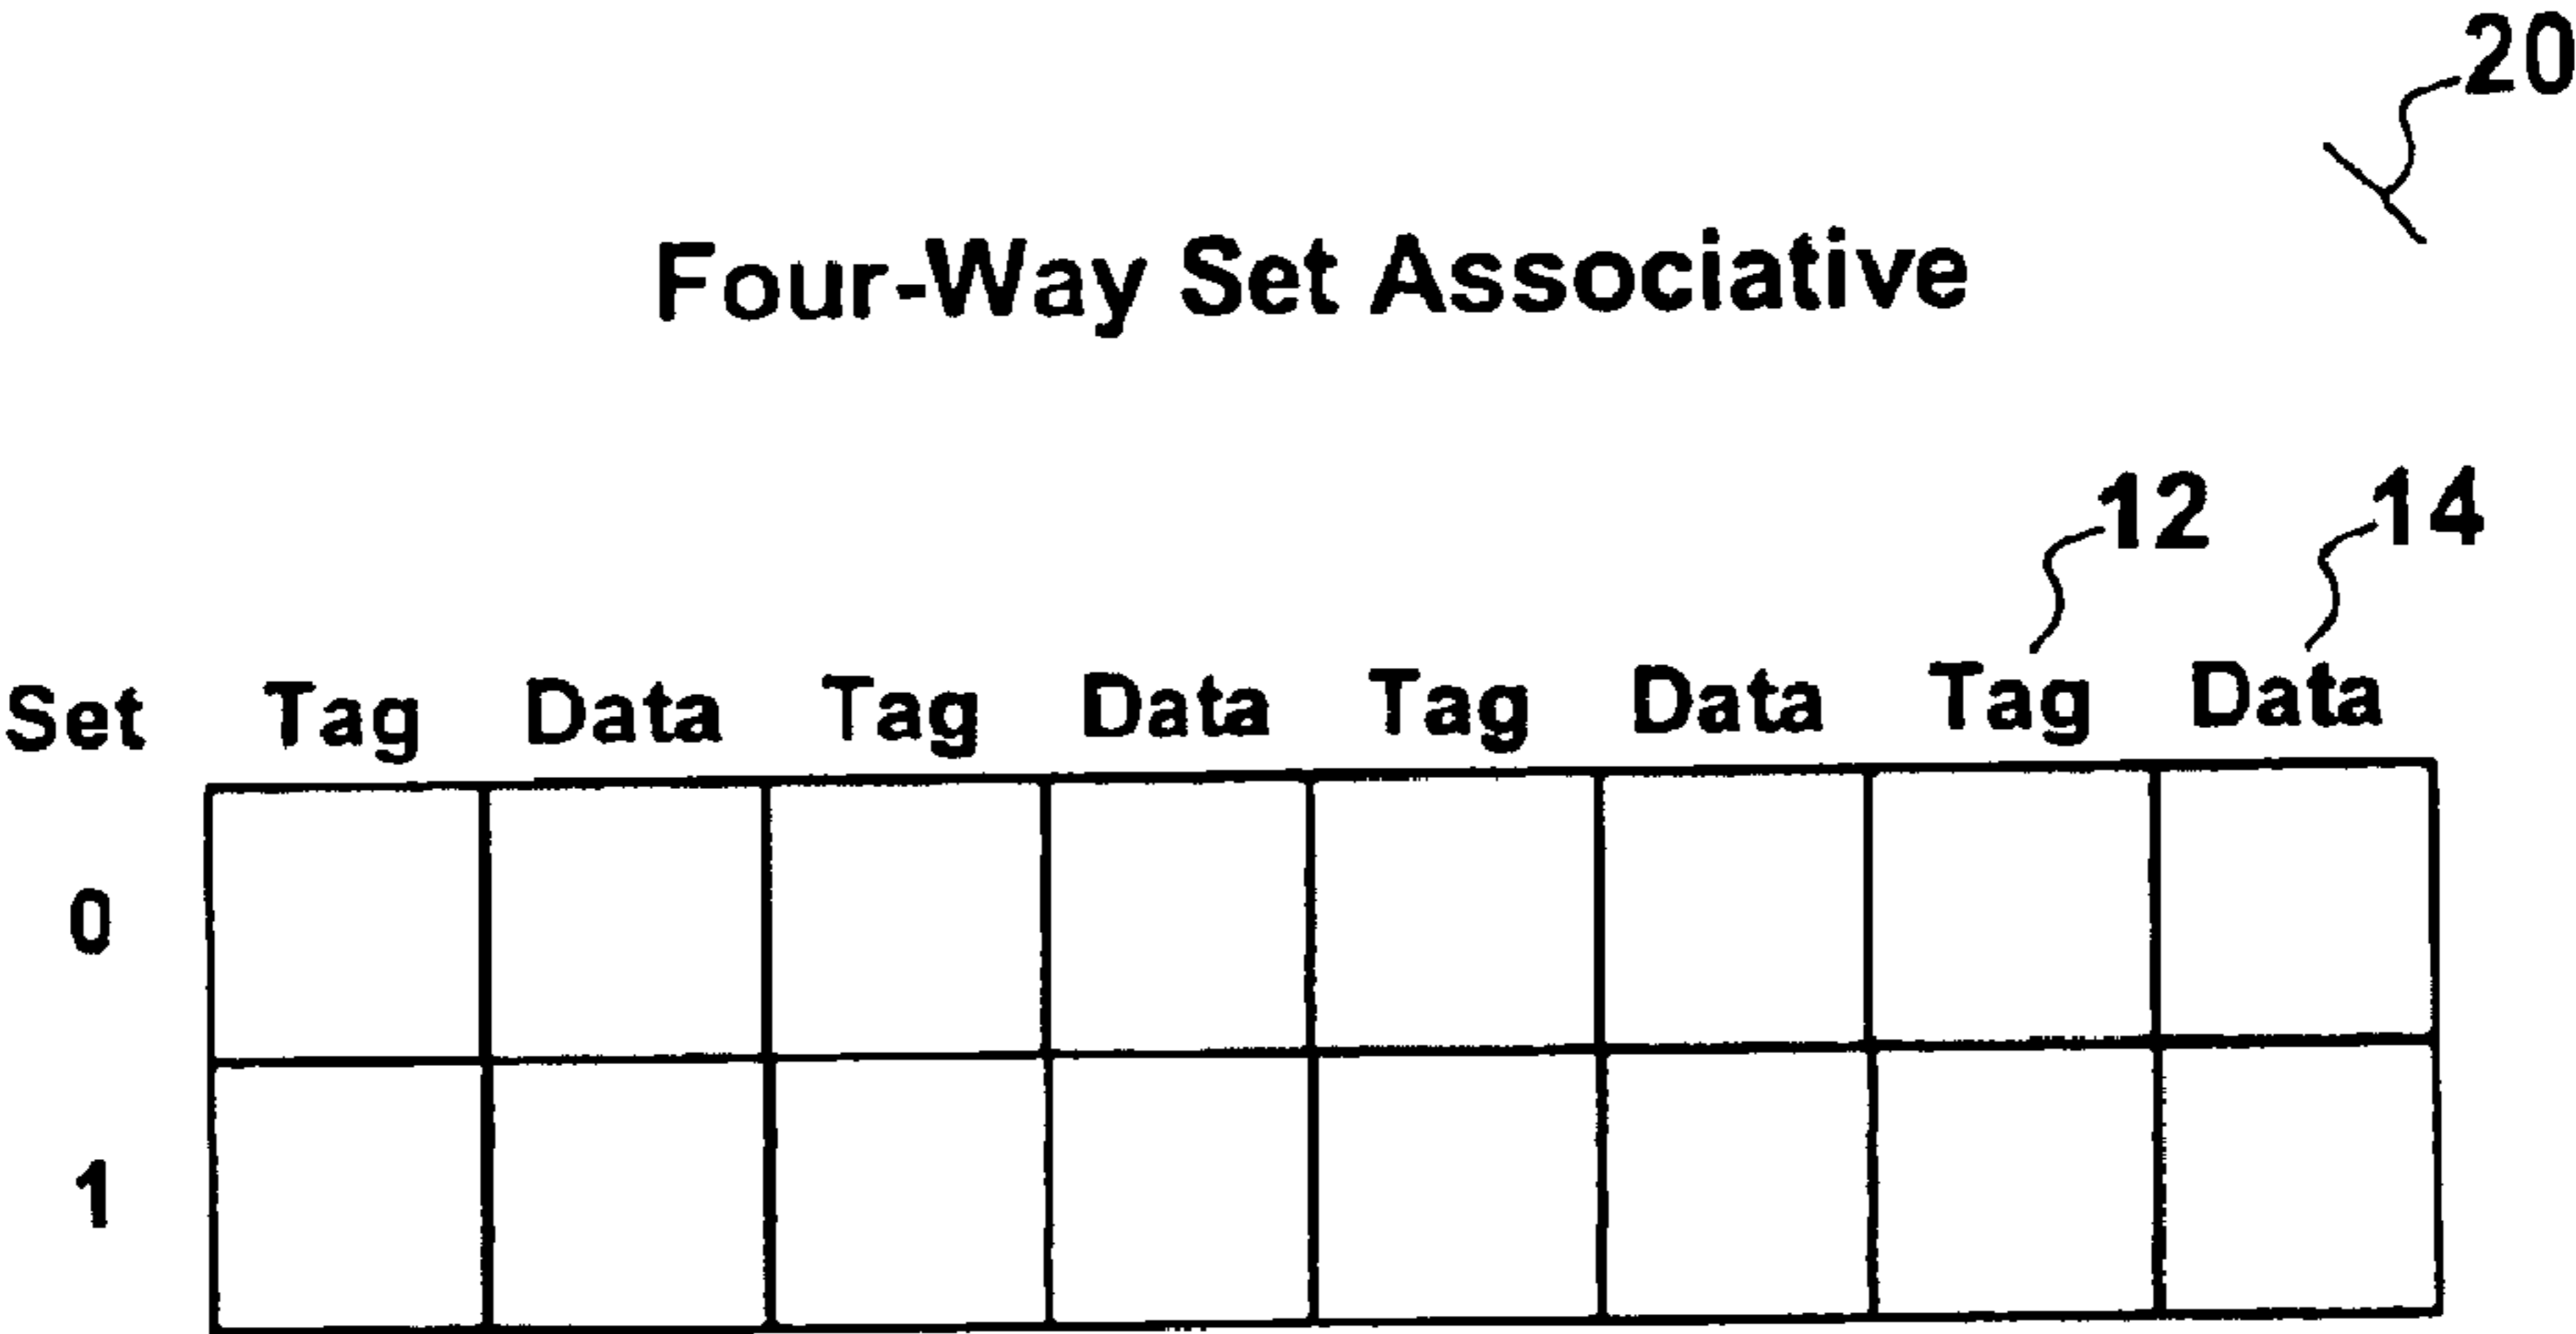 20
Four-Way Set Associative
12 14
Set Tag Data Tag Data Tag Data Tag Data
0
1